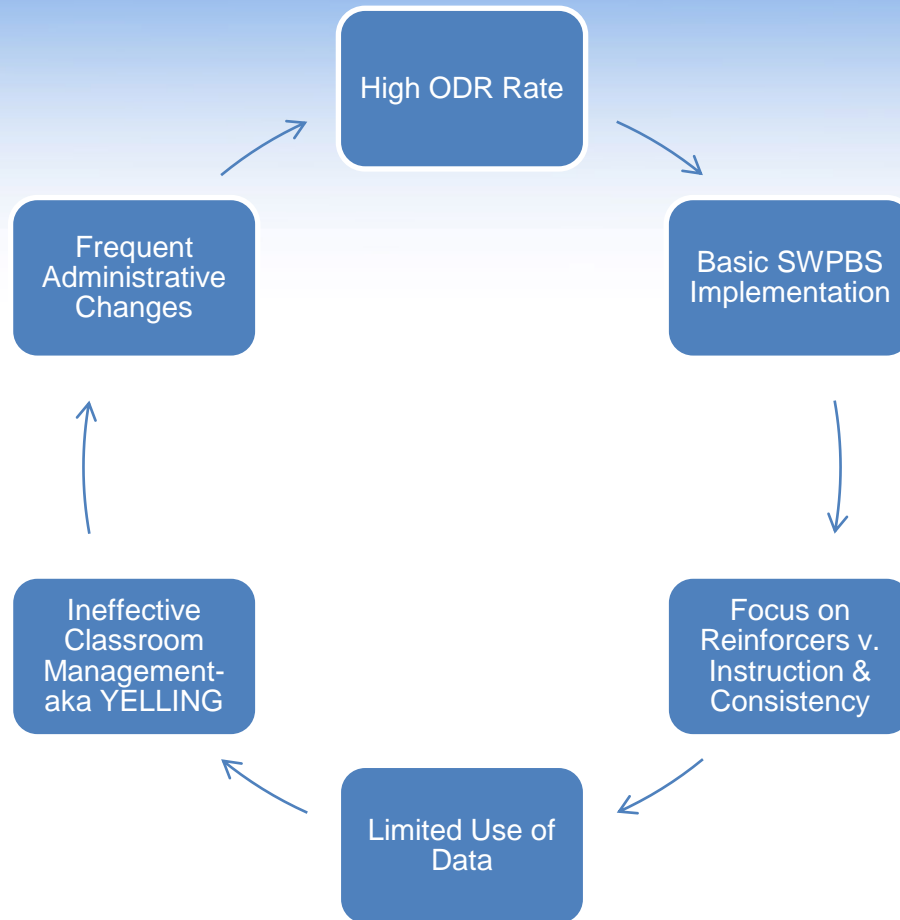 High ODR Rate
Basic SWPBS
Implementation
Focus on
Reinforcers v.
Instruction &
Consistency
Limited Use of
Data
Ineffective
Classroom
Management-
aka YELLING
Frequent
Administrative
Changes